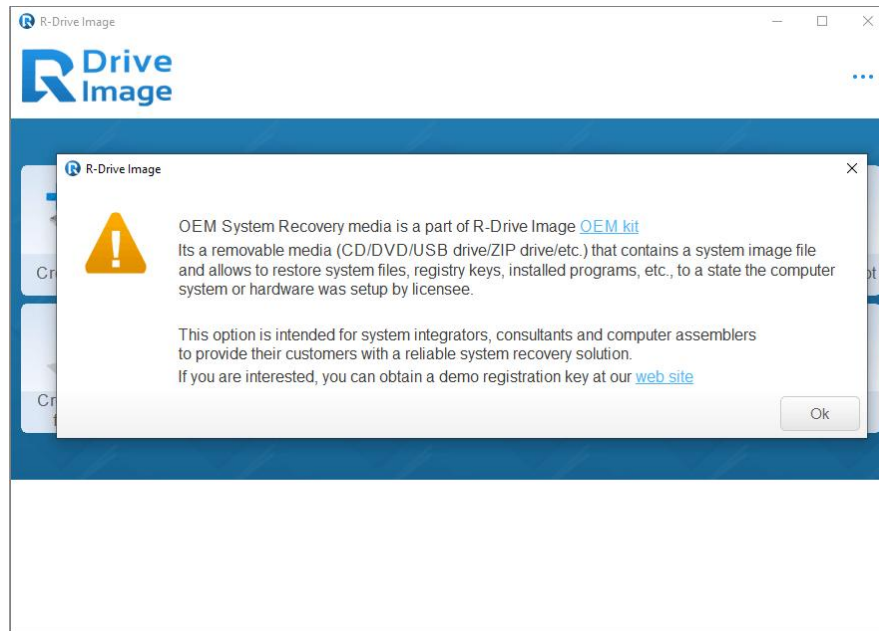 R-Drive Image
Drive
Image
R-Drive Image
OEM System Recovery media is a part of R-Drive Image OEM kit
Its a removable media (CD/DVD/USB drive/ZIP drive/etc.) that contains a system image file
and allows to restore system files, registry keys, installed programs, etc., to a state the computer
system or hardware was setup by licensee.
This option is intended for system integrators, consultants and computer assemblers
to provide their customers with a reliable system recovery solution.
If you are interested, you can obtain a demo registration key at our web site
Ok